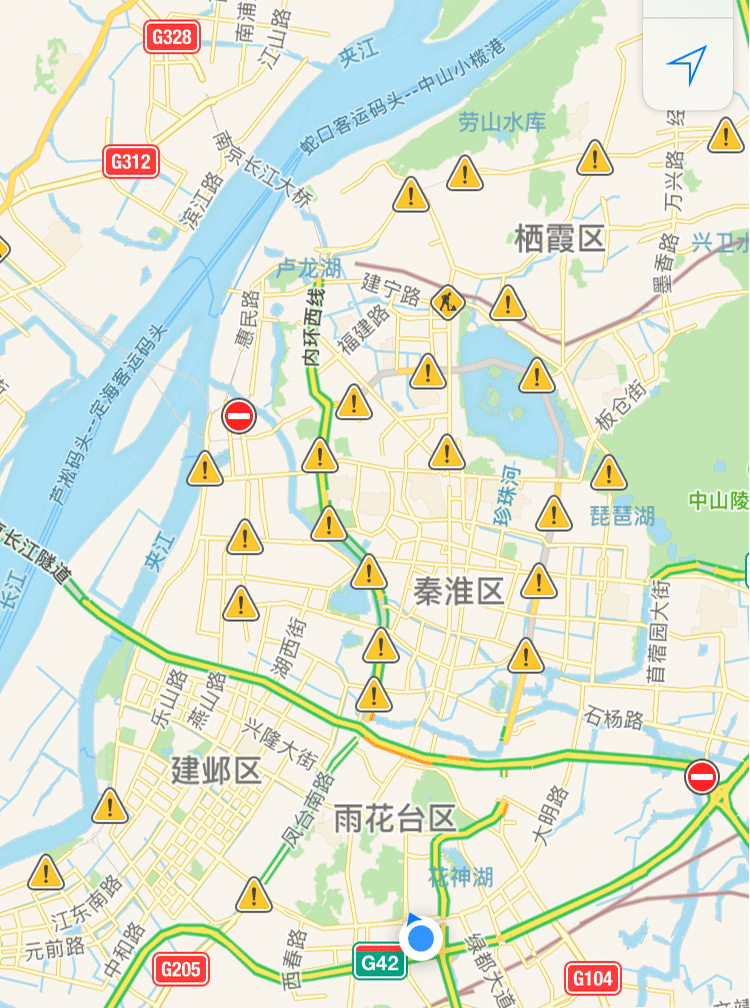 G328
南浦
江山路
夹江
蛇口客运码头--中山小榄港
劳山水库
经
G312
南京长江大桥
滨江路
万兴路
栖霞区
兴卫水
墨香路
卢龙湖
建宁路
惠民路
内环西线
福建路
芦淞码头--定海客运码头
板仓街
珍珠河
琵琶湖
中山陵
长江隧道
长江
夹江
秦淮区
苜蓿园大街
湖西街
乐山路
燕山路
石杨路
兴隆大街
建邺区
凤台南路
雨花台区
大明路
花神湖
江东南路
元前路
中和路
西春路
绿都大道
G205
G42
G104